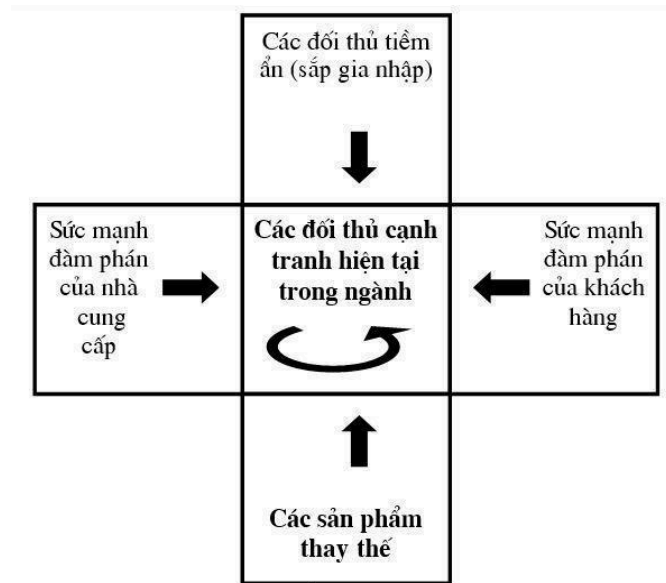 Các đối thủ tiềm
ẩn (sắp gia nhập)
Sức mạnh
đàm phán
của nhà
cung
cấp
Các đối thủ cạnh
tranh hiện tại
trong ngành
Sức mạnh
đàm phán
của khách
hàng
Các sản phẩm
thay thế